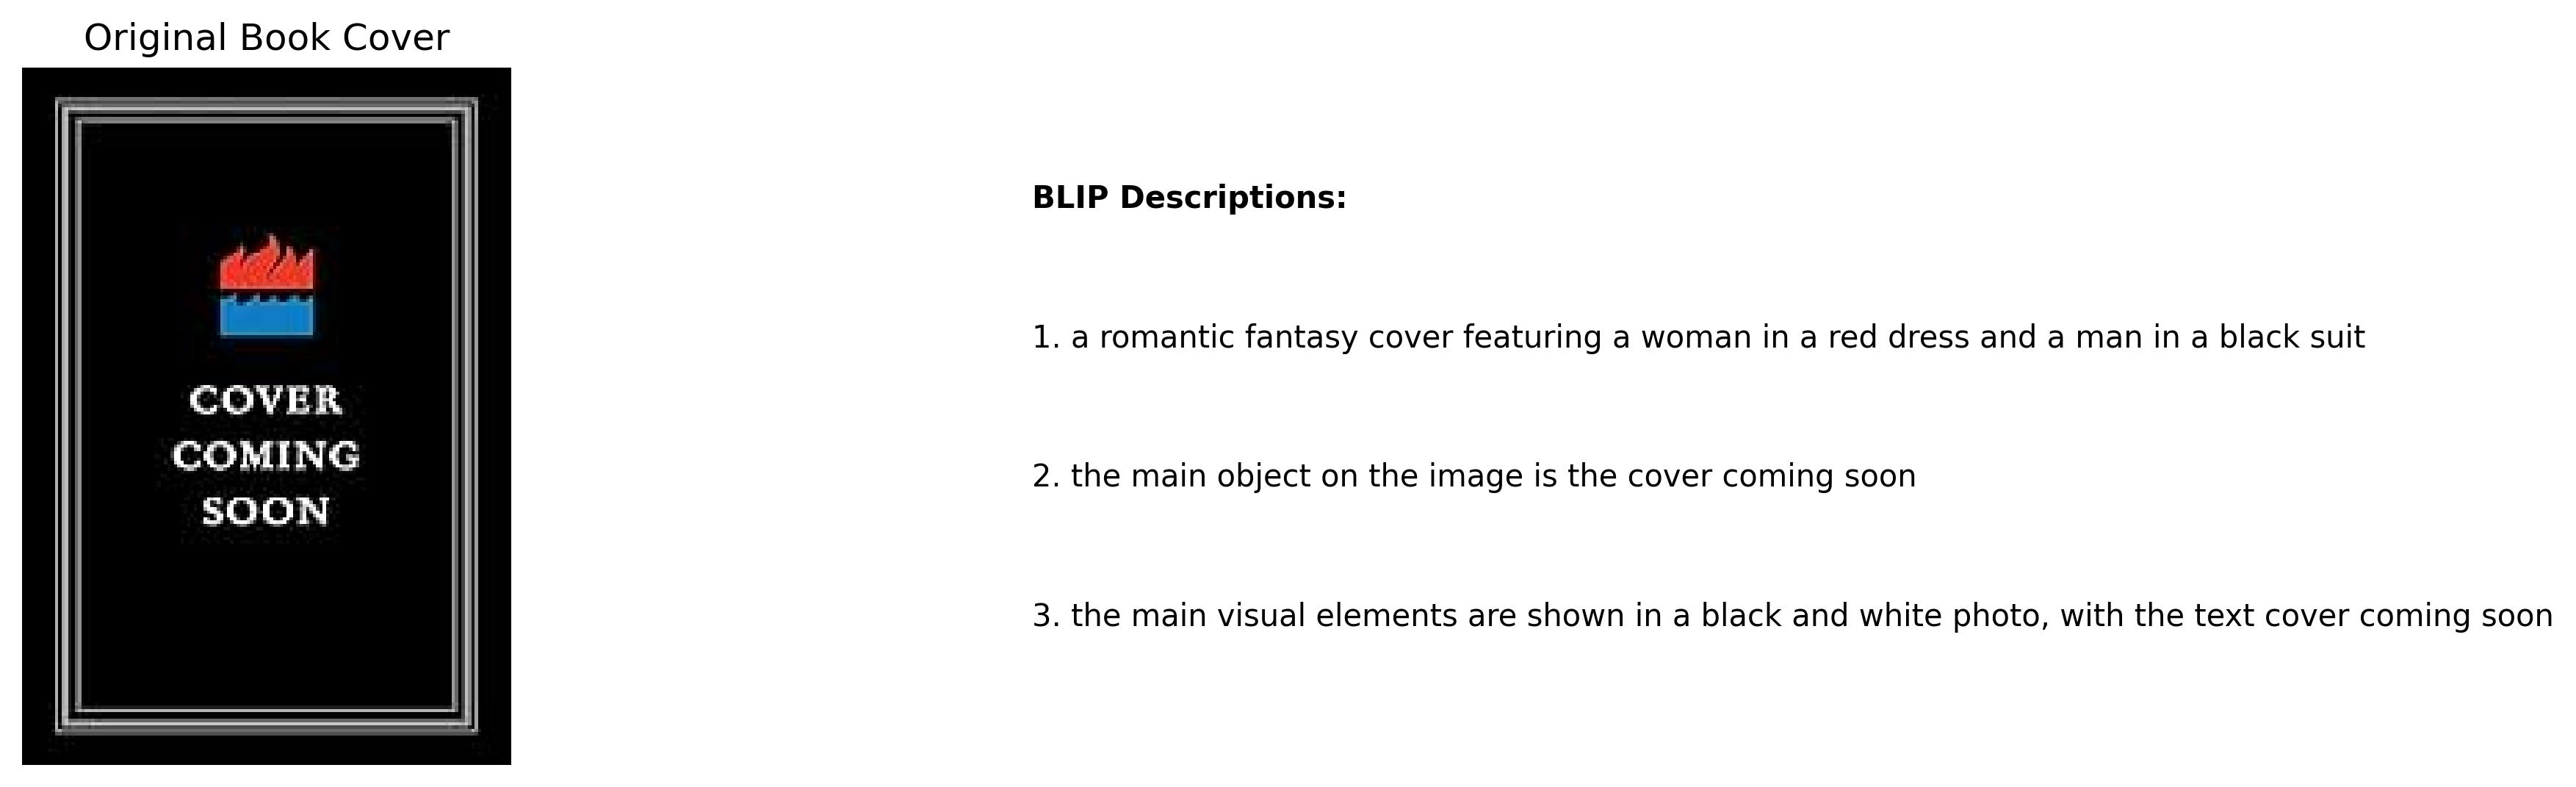 Original Book Cover
COVER
COMING
SOON
BLIP Descriptions:
1. a romantic fantasy cover featuring a woman in a red dress and a man in a black suit
2. the main object on the image is the cover coming soon
3. the main visual elements are shown in a black and white photo, with the text cover coming soon